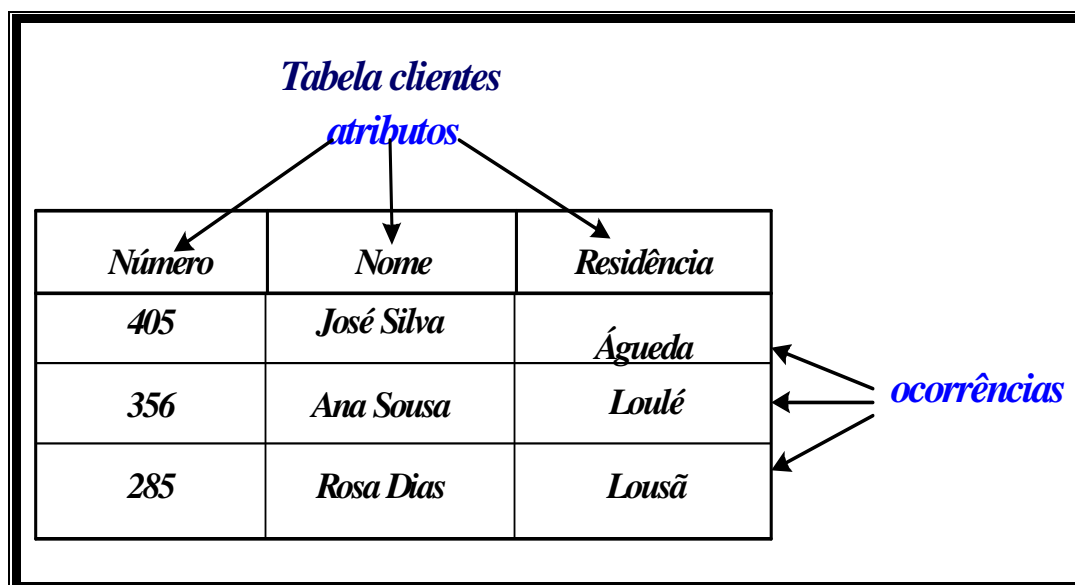 Tabela clientes
atributos
Número Nome Residência
405 José Silva Águeda
356 Ana Sousa Loulé
ocorrências
285 Rosa Dias Lousã